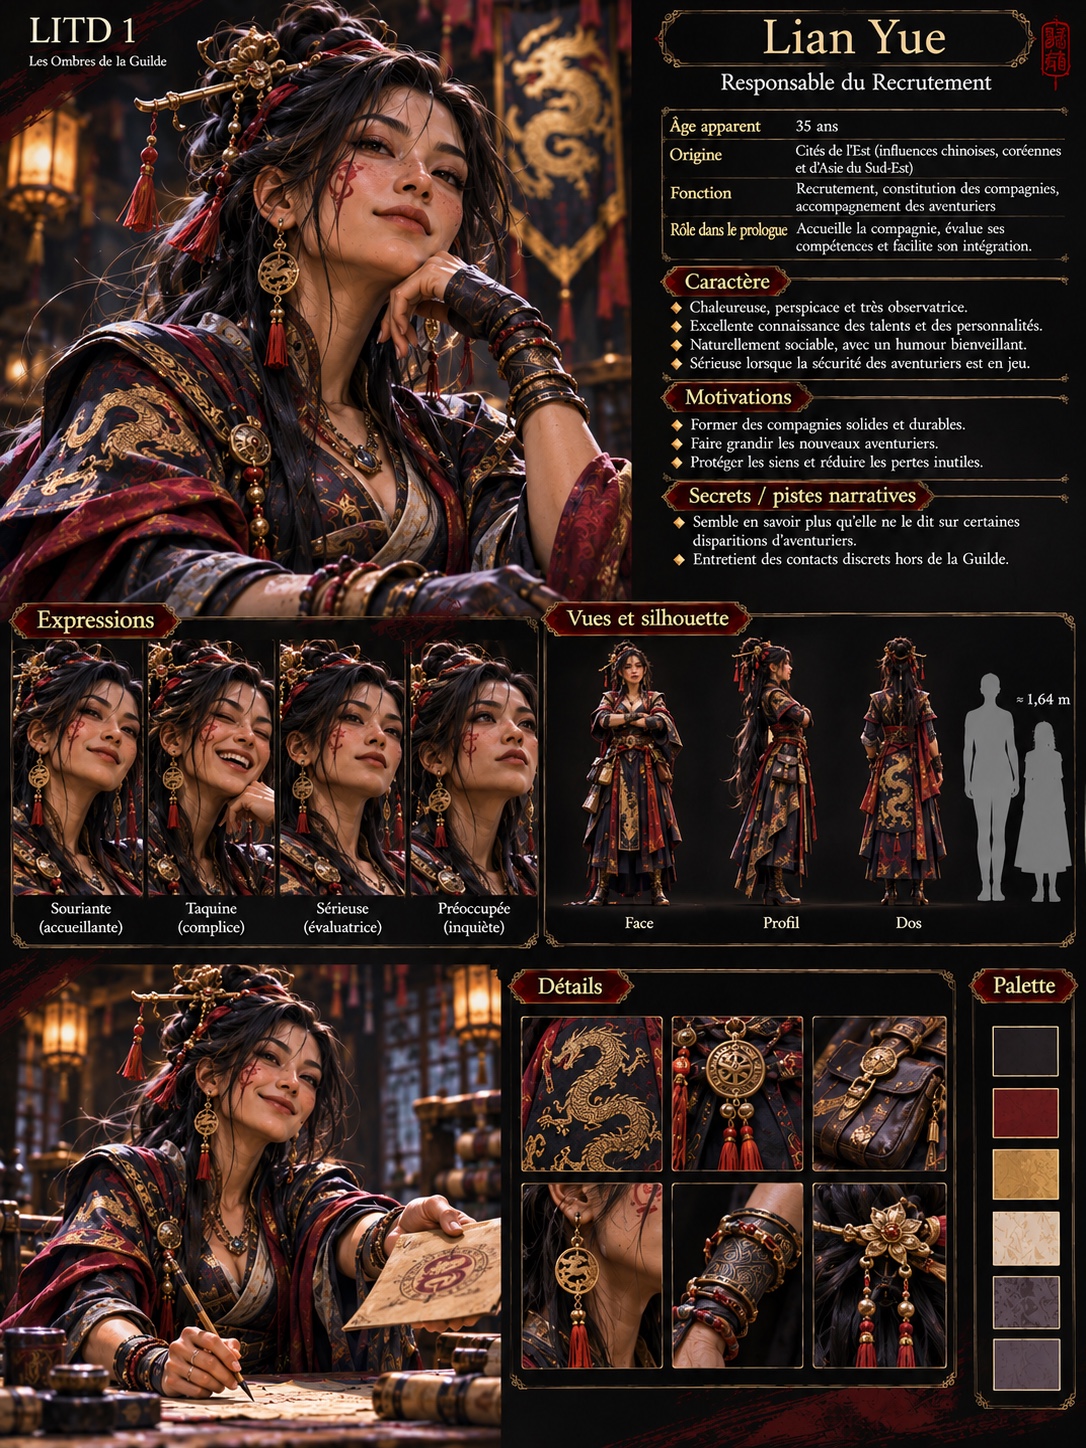 LITD 1
Les Ombres de la Guilde
Lian Yue
Responsable du Recrutement
Âge apparent 35 ans
Origine Cités de l'Est (influences chinoises, coréennes
et d'Asie du Sud-Est)
Fonction Recrutement, constitution des compagnies,
accompagnement des aventuriers
Rôle dans le prologue Accueille la compagnie, évalue ses
compétences et facilite son intégration.
Caractère
Chaleureuse, perspicace et très observatrice.
Excellente connaissance des talents et des personnalités.
Naturellement sociable, avec un humour bienveillant.
Sérieuse lorsque la sécurité des aventuriers est en jeu.
Motivations
Former des compagnies solides et durables.
Faire grandir les nouveaux aventuriers.
Protéger les siens et réduire les pertes inutiles.
Secrets / pistes narratives
Semble en savoir plus qu'elle ne le dit sur certaines
disparitions d'aventuriers.
Entretient des contacts discrets hors de la Guilde.
Expressions
Souriante
(accueillante)
Taquine
(complice)
Sérieuse
(évaluatrice)
Préoccupée
(inquiète)
Vues et silhouette
≈ 1,64 m
Face
Profil
Dos
Détails
Palette